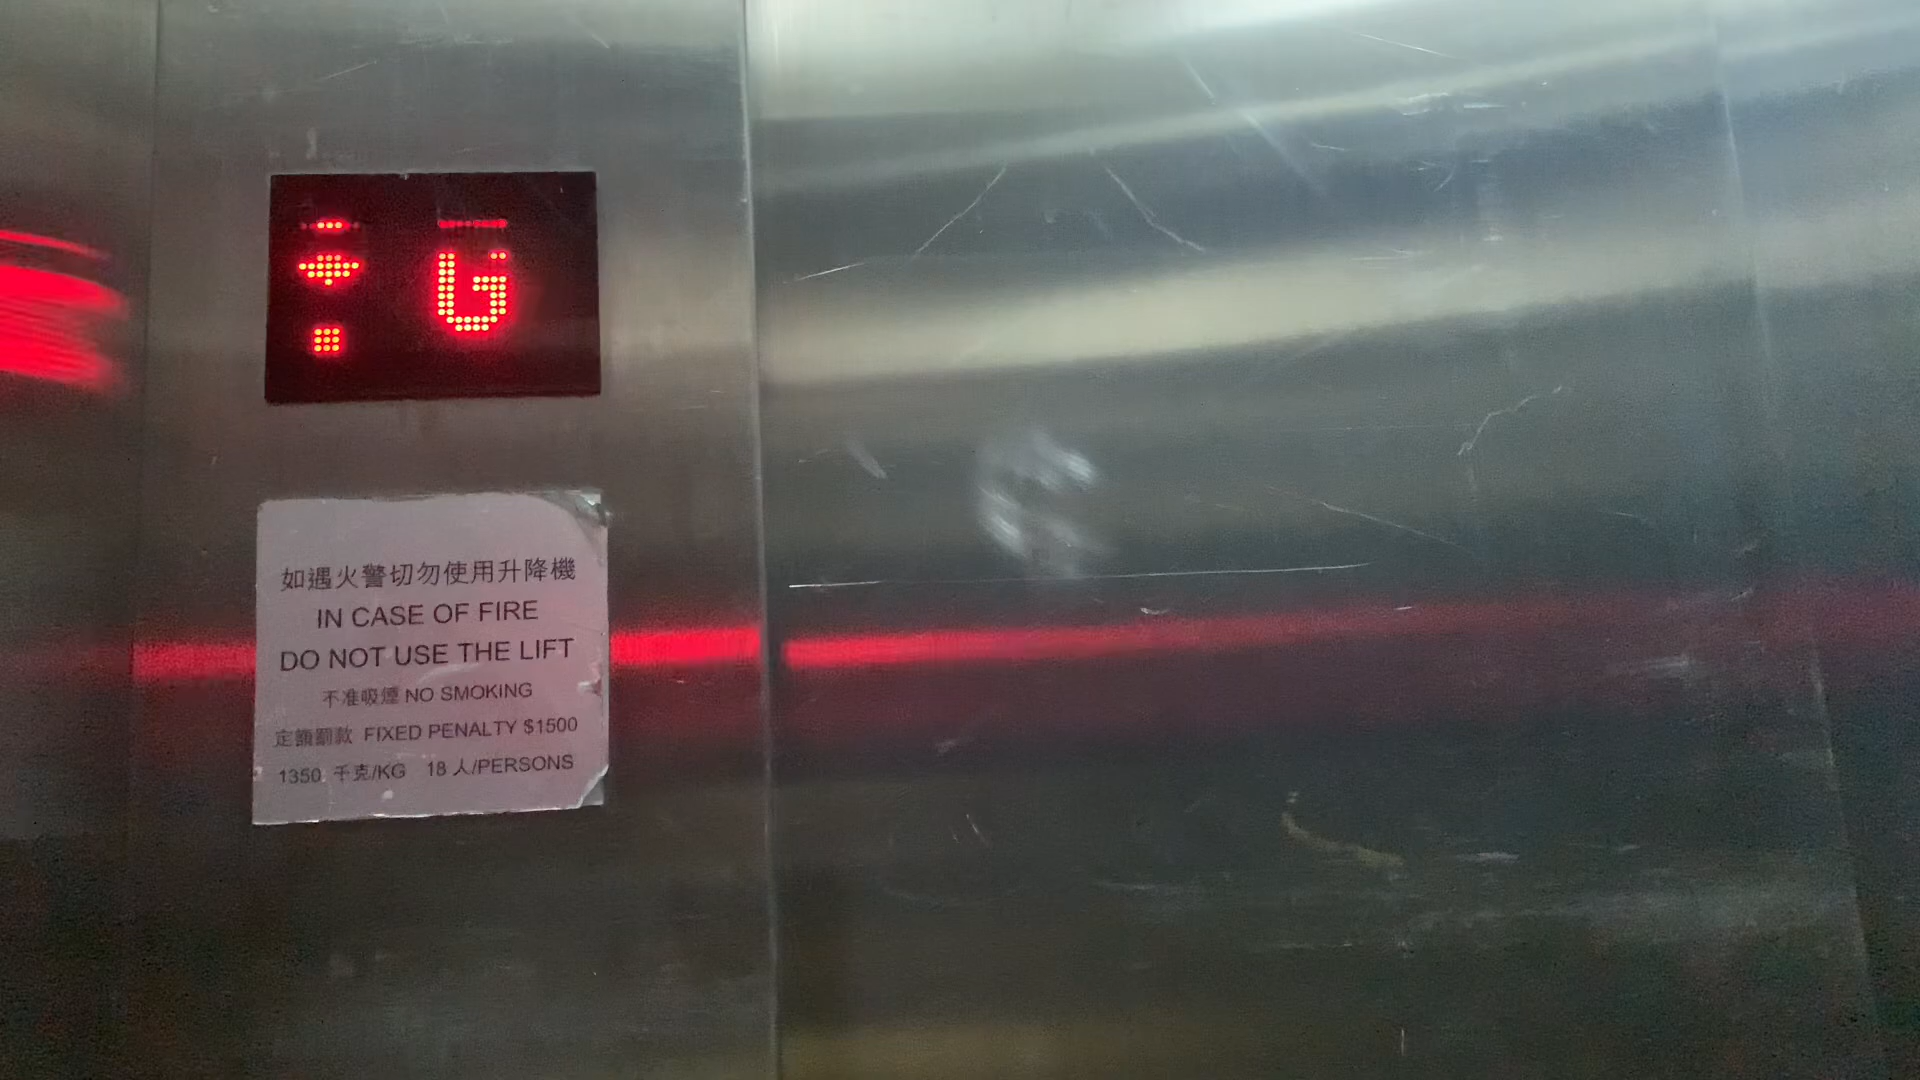 G
如遇火警切勿使用升降機
IN CASE OF FIRE
DO NOT USE THE LIFT
不准吸煙 NO SMOKING
定額罰款 FIXED PENALTY $1500
1350 千克/KG 18 人/PERSONS